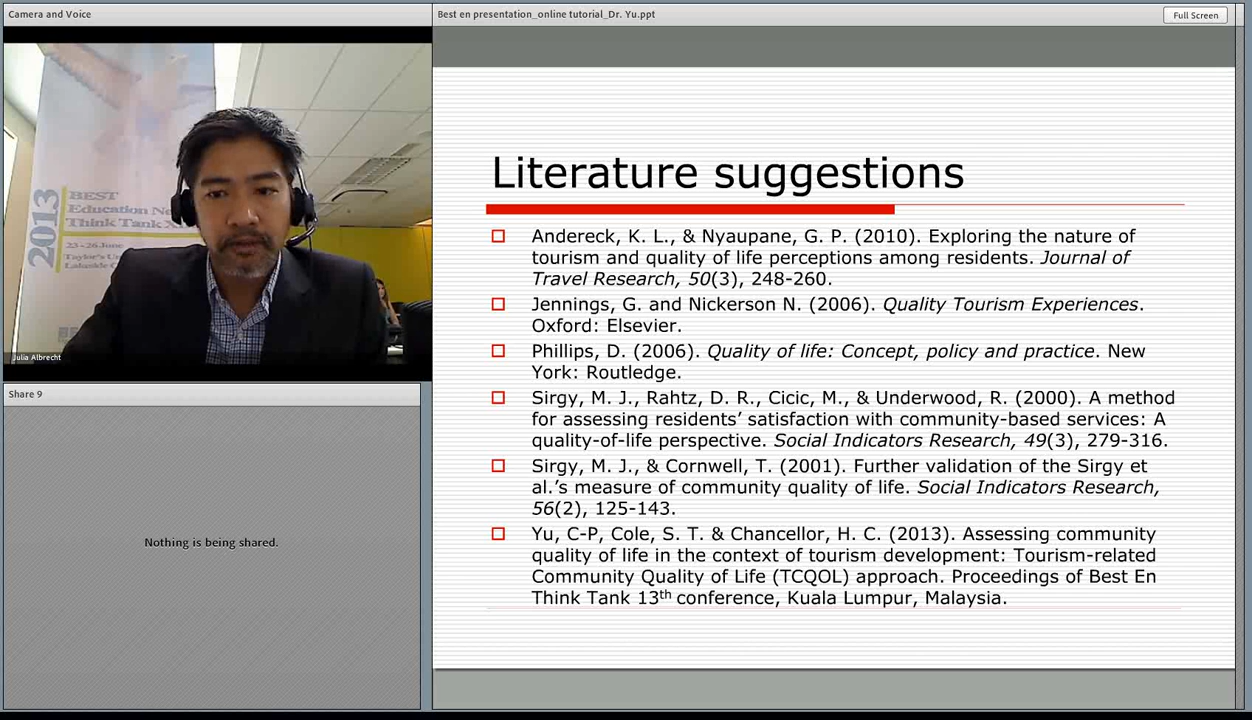 Camera and Voice
2013
BEST
Education Ne
Think Tank X
23 - 26 June
Taylor's Un
Lakeside C
BE
Julia Albrecht
Share 9
Nothing is being shared.
Best en presentation_online tutorial_Dr. Yu.ppt
Full Screen
Literature suggestions
Andereck, K. L., & Nyaupane, G. P. (2010). Exploring the nature of
tourism and quality of life perceptions among residents. Journal of
Travel Research, 50(3), 248-260.
Jennings, G. and Nickerson N. (2006). Quality Tourism Experiences.
Oxford: Elsevier.
Phillips, D. (2006). Quality of life: Concept, policy and practice. New
York: Routledge.
Sirgy, M. J., Rahtz, D. R., Cicic, M., & Underwood, R. (2000). A method
for assessing residents’ satisfaction with community-based services: A
quality-of-life perspective. Social Indicators Research, 49(3), 279-316.
Sirgy, M. J., & Cornwell, T. (2001). Further validation of the Sirgy et
al.’s measure of community quality of life. Social Indicators Research,
56(2), 125-143.
Yu, C-P, Cole, S. T. & Chancellor, H. C. (2013). Assessing community
quality of life in the context of tourism development: Tourism-related
Community Quality of Life (TCQOL) approach. Proceedings of Best En
Think Tank 13th conference, Kuala Lumpur, Malaysia.